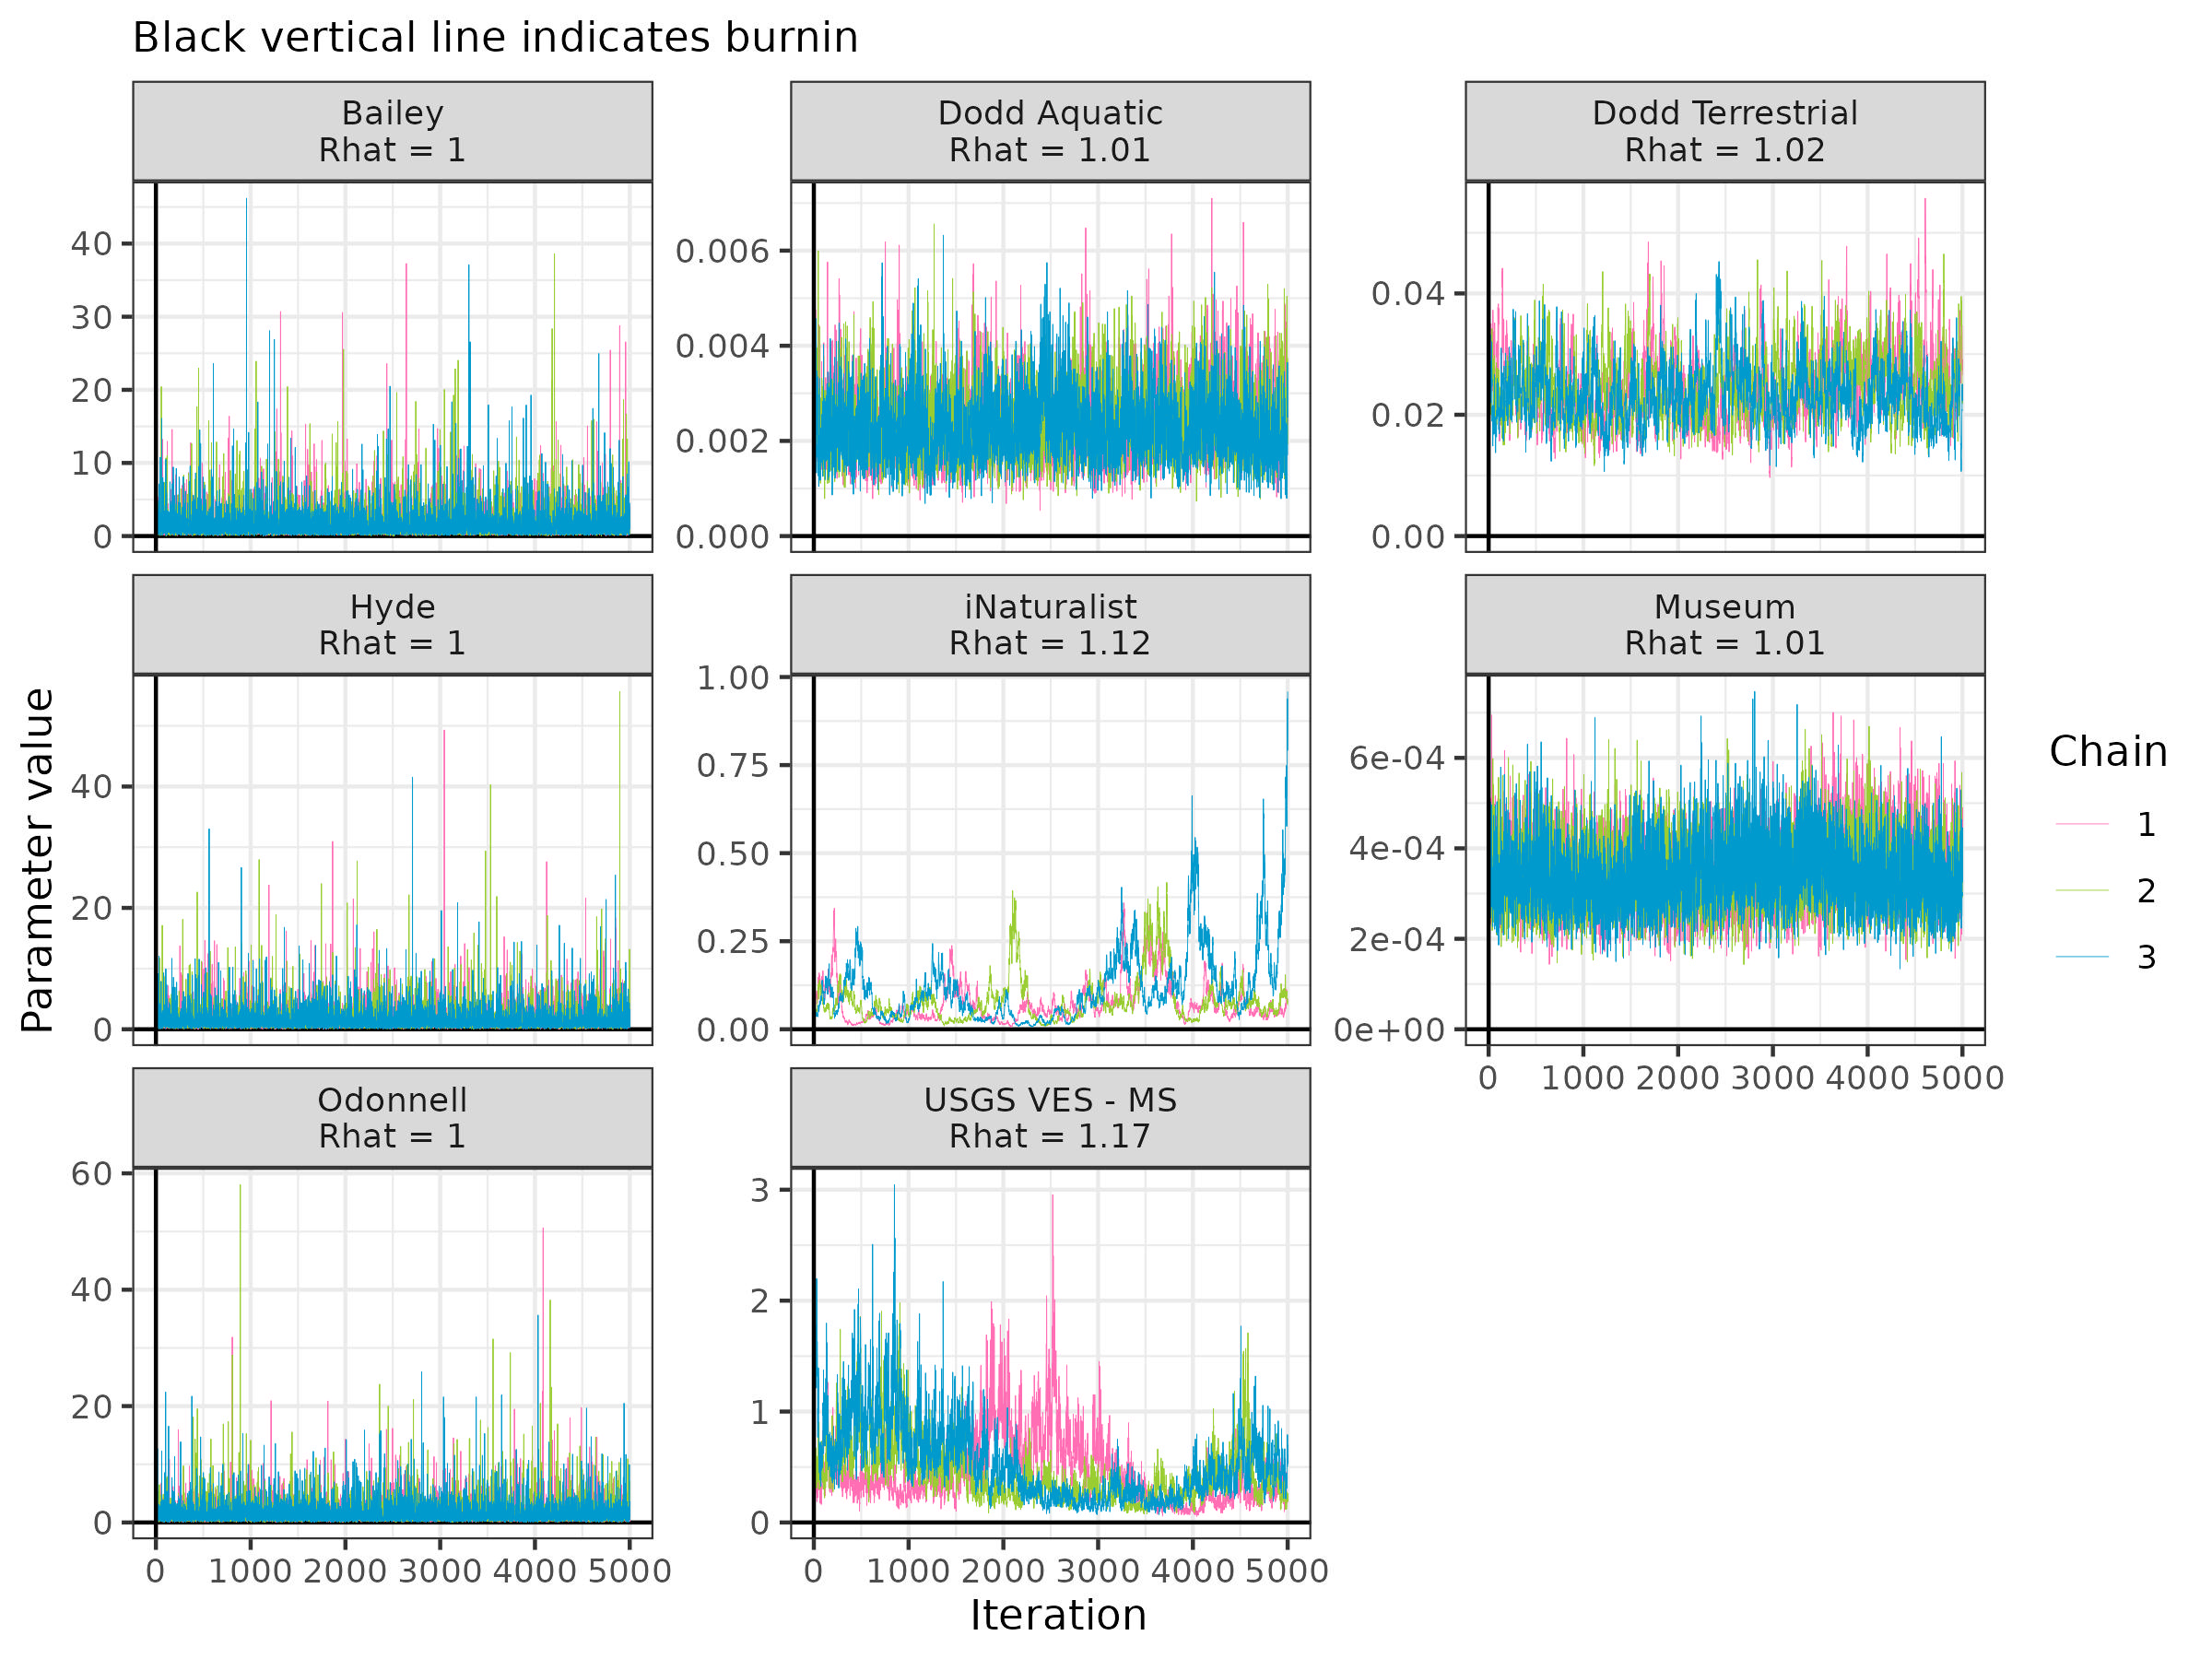 Black vertical line indicates burnin
Bailey
Rhat = 1
Dodd Aquatic
Rhat = 1.01
Dodd Terrestrial
Rhat = 1.02
40
30
20
10
0
0.006
0.004
0.002
0.000
0.04
0.02
0.00
Hyde
Rhat = 1
iNaturalist
Rhat = 1.12
Museum
Rhat = 1.01
40
20
0
1.00
0.75
0.50
0.25
0.00
6e-04
4e-04
2e-04
0e+00
0 1000 2000 3000 4000 5000
Odonnell
Rhat = 1
USGS VES - MS
Rhat = 1.17
60
40
20
0
3
2
1
0
0 1000 2000 3000 4000 5000
0 1000 2000 3000 4000 5000
Parameter value
Iteration
Chain
1
2
3